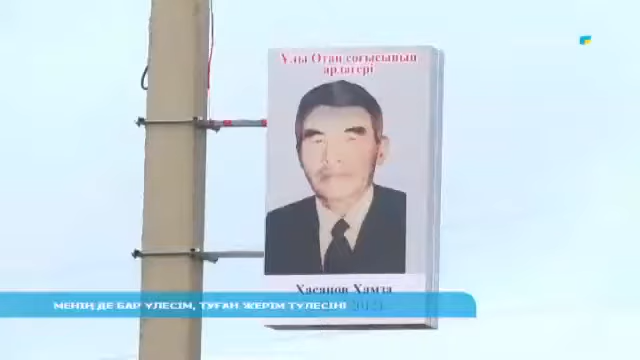 Ұлы Отан соғысының
ардагері
Хасанов Хамза
МЕНІҢ ДЕ БАР ҮЛЕСІМ, ТУҒАН ЖЕРІМ ТҮЛЕСІН!